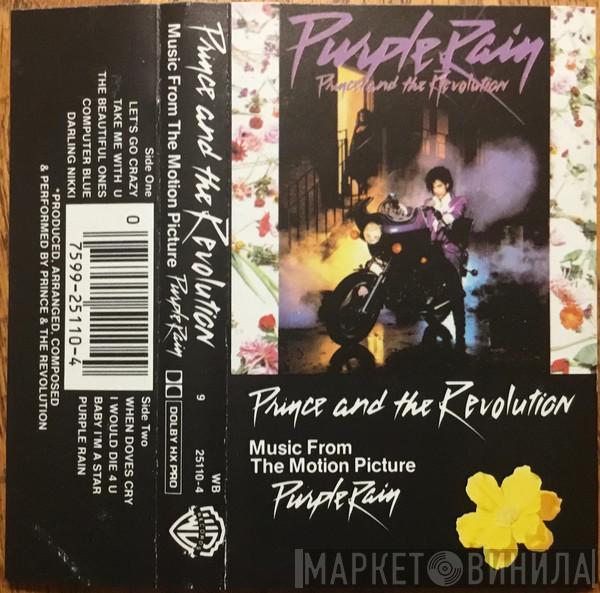 Side One
LET'S GO CRAZY
TAKE ME WITH U
THE BEAUTIFUL ONES
COMPUTER BLUE
DARLING NIKKI
0
7599-25110-4
Side Two
WHEN DOVES CRY
I WOULD DIE 4 U
BABY I'M A STAR
PURPLE RAIN
*PRODUCED, ARRANGED, COMPOSED
& PERFORMED BY PRINCE & THE REVOLUTION
Prince and the Revolution
Music From The Motion Picture Purple Rain
DOLBY HX PRO
9
WB
25110-4
Purple Rain
Prince and the Revolution
Prince and the Revolution
Music From
The Motion Picture
Purple Rain
МАРКЕТ ВИНИЛА